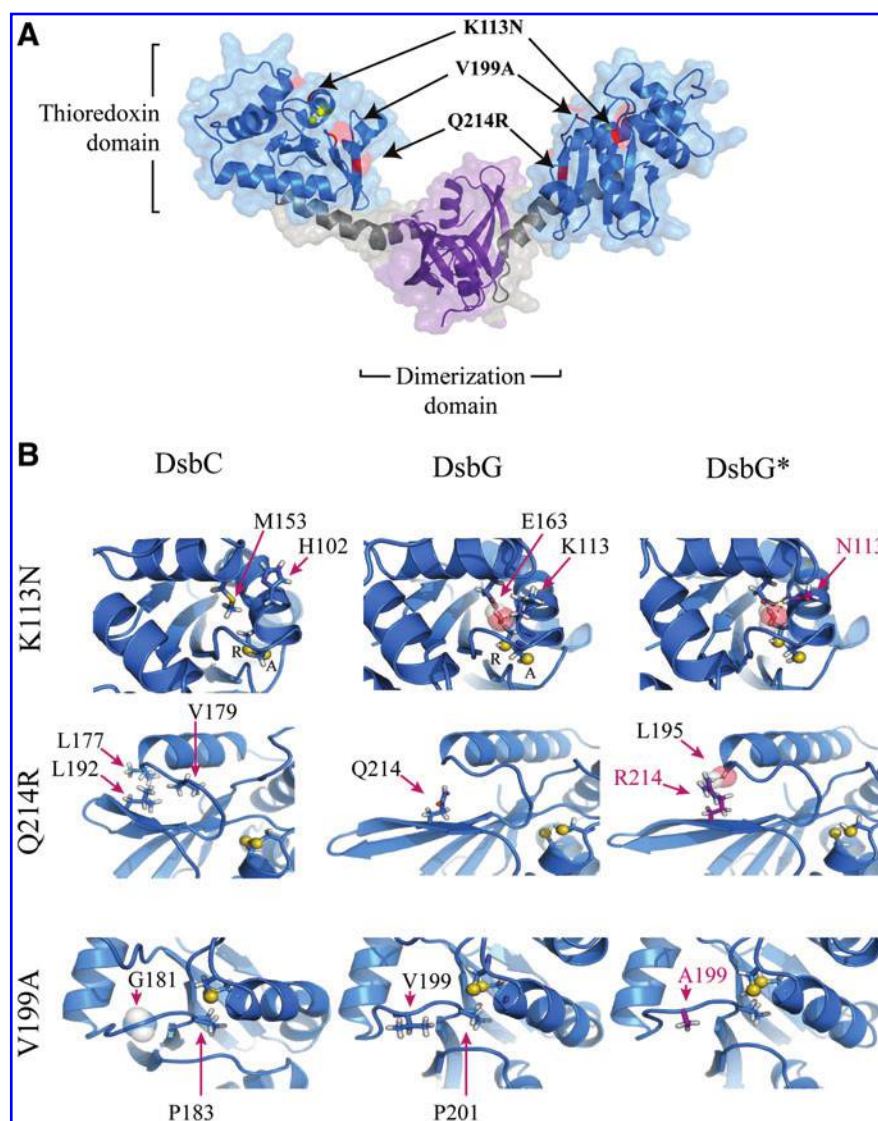 A
K113N
V199A
Q214R
Thioredoxin
domain
Dimerization
domain
B
DsbC
DsbG
DsbG*
K113N
M153
H102
R
A
E163
K113
R
A
N113
Q214R
L177
L192
V179
Q214
L195
R214
V199A
G181
P183
V199
P201
A199